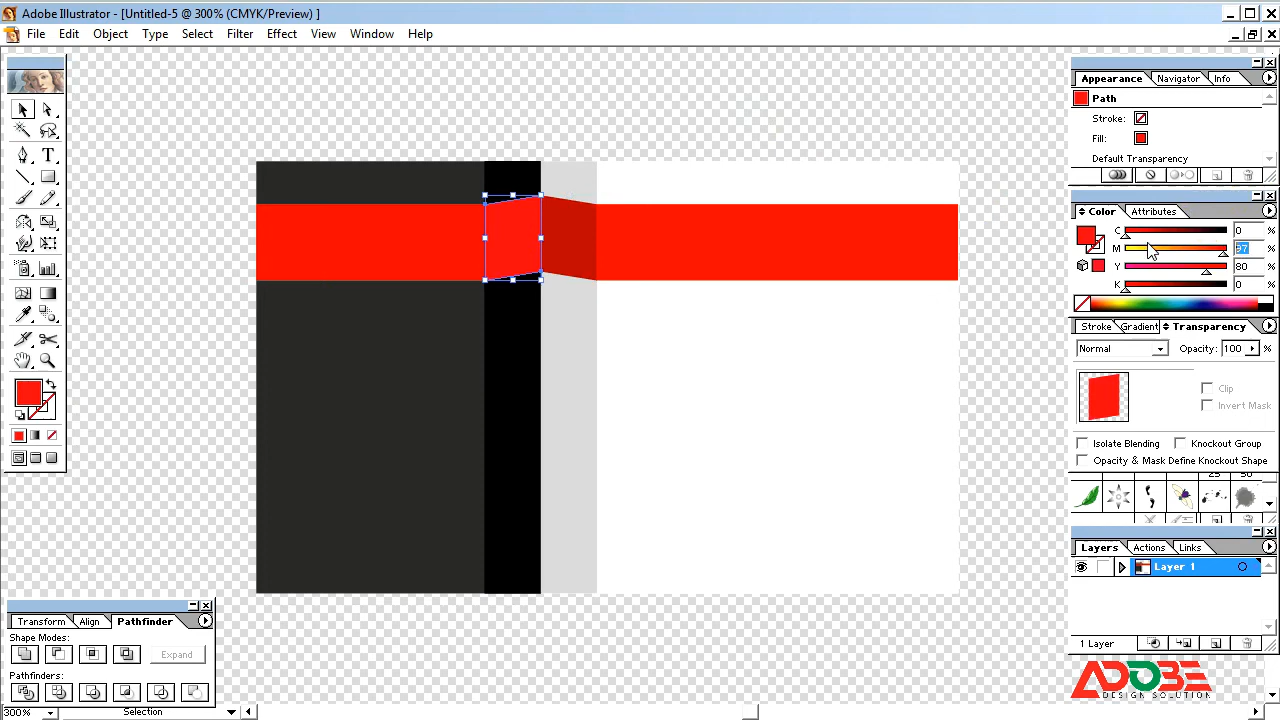 Adobe Illustrator - [Untitled-5 @ 300% (CMYK/Preview) ]
File Edit Object Type Select Filter Effect View Window Help
Appearance Navigator Info
Path
Stroke:
Fill:
Default Transparency
Color Attributes
C 0 %
M 97 %
Y 80 %
K 0 %
Stroke Gradient Transparency
Normal Opacity: 100 %
Clip
Invert Mask
Isolate Blending Knockout Group
Opacity & Mask Define Knockout Shape
25 50
Layers Actions Links
Layer 1
1 Layer
T
Transform Align Pathfinder
Shape Modes:
Expand
Pathfinders:
300% Selection
ADOBE
DESIGN SOLUTION